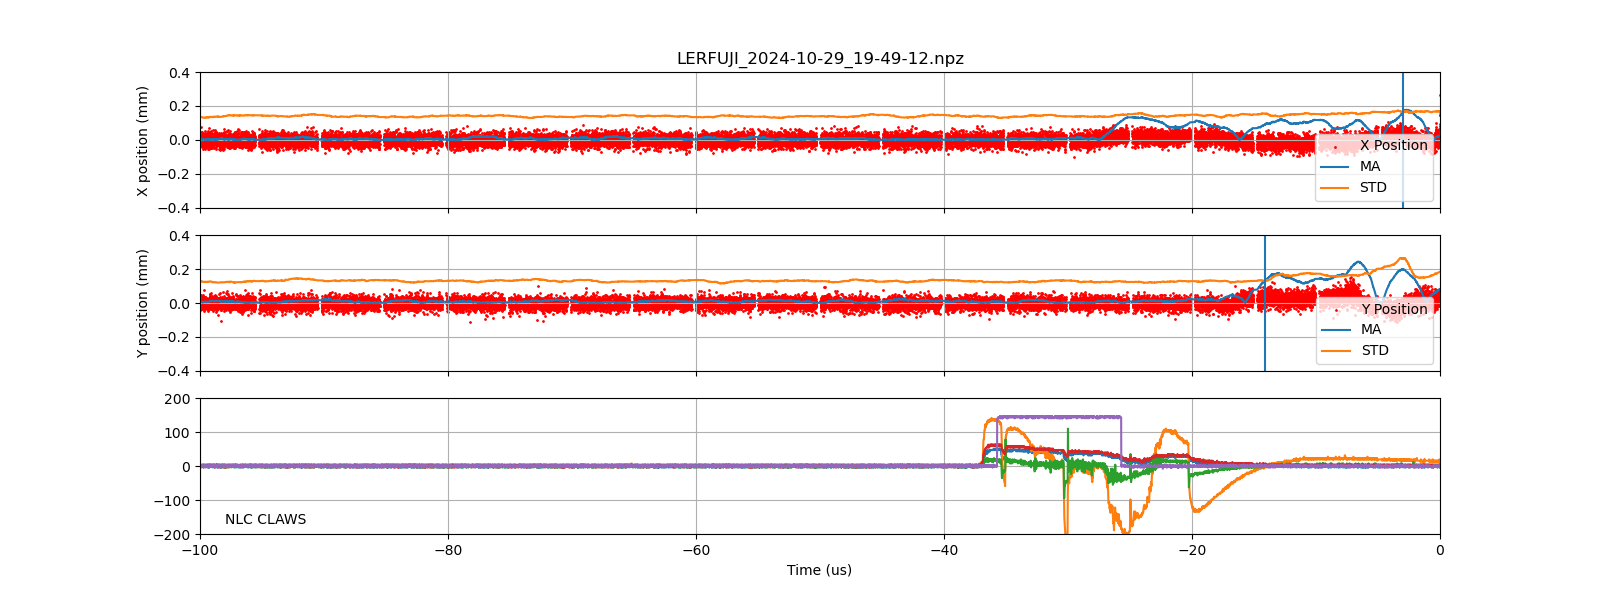 LERFUJI_2024-10-29_19-49-12.npz
0.4
0.2
0.0
−0.2
−0.4
X position (mm)
X Position
MA
STD
0.4
0.2
0.0
−0.2
−0.4
Y position (mm)
Y Position
MA
STD
200
100
0
−100
−200
NLC CLAWS
−100 −80 −60 −40 −20 0
Time (us)